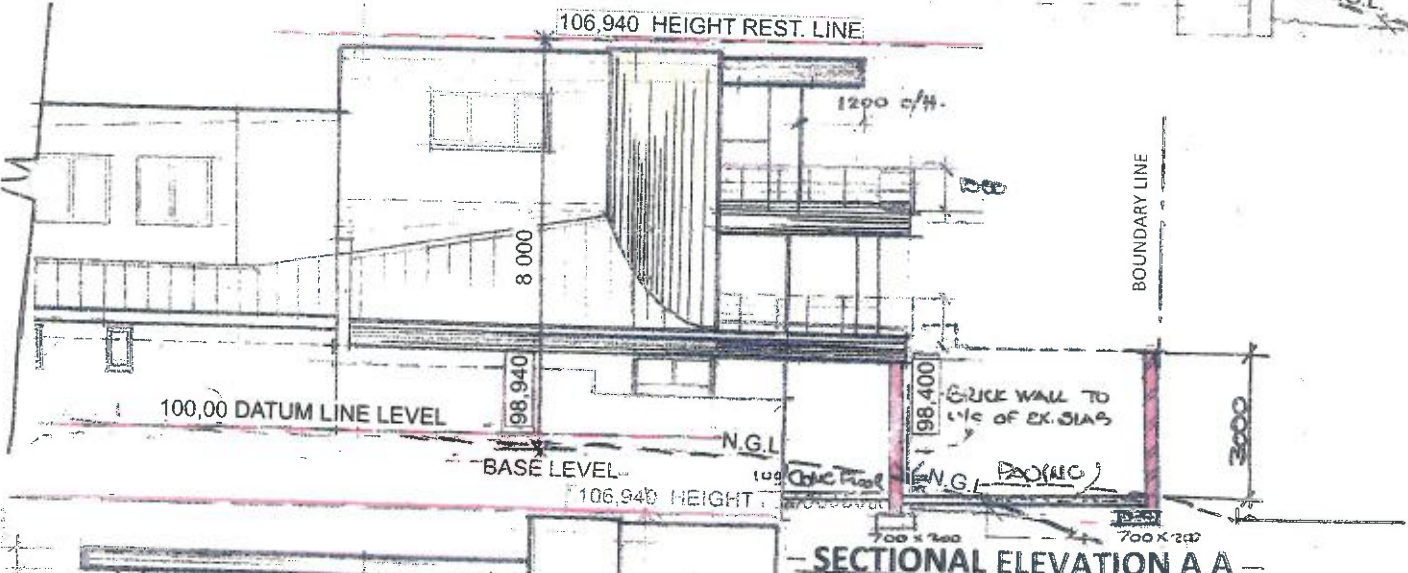 106,940 HEIGHT REST. LINE
1200 c/H.
BOUNDARY LINE
8 000
98,940
98,400
BRICK WALL TO
U/S OF EX. SLAB
3000
100,00 DATUM LINE LEVEL
N.G.L
BASE LEVEL
N.G.L
PAVING
106,940 HEIGHT
700 x 200
700 x 200
SECTIONAL ELEVATION A A